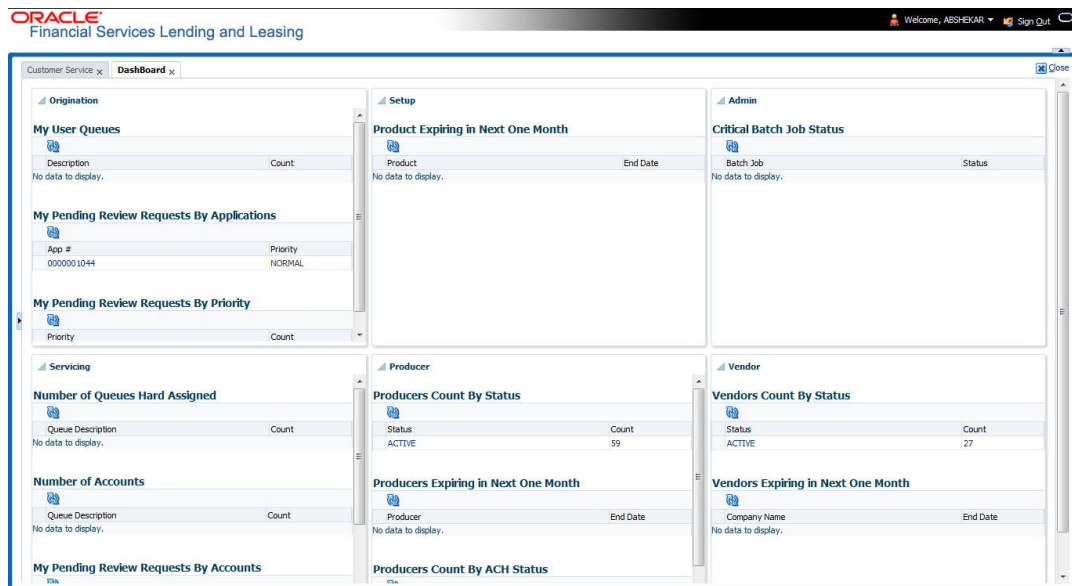 ORACLE
Financial Services Lending and Leasing
Welcome, ABSHEKAR
Sign Out
Customer Service x
DashBoard x
Close
Origination
My User Queues
Description Count
No data to display.
My Pending Review Requests By Applications
App # Priority
0000001044 NORMAL
My Pending Review Requests By Priority
Priority Count
Setup
Product Expiring in Next One Month
Product End Date
No data to display.
Admin
Critical Batch Job Status
Batch Job Status
No data to display.
Servicing
Number of Queues Hard Assigned
Queue Description Count
No data to display.
Number of Accounts
Queue Description Count
No data to display.
My Pending Review Requests By Accounts
Producer
Producers Count By Status
Status Count
ACTIVE 59
Producers Expiring in Next One Month
Producer End Date
No data to display.
Producers Count By ACH Status
Vendor
Vendors Count By Status
Status Count
ACTIVE 27
Vendors Expiring in Next One Month
Company Name End Date
No data to display.